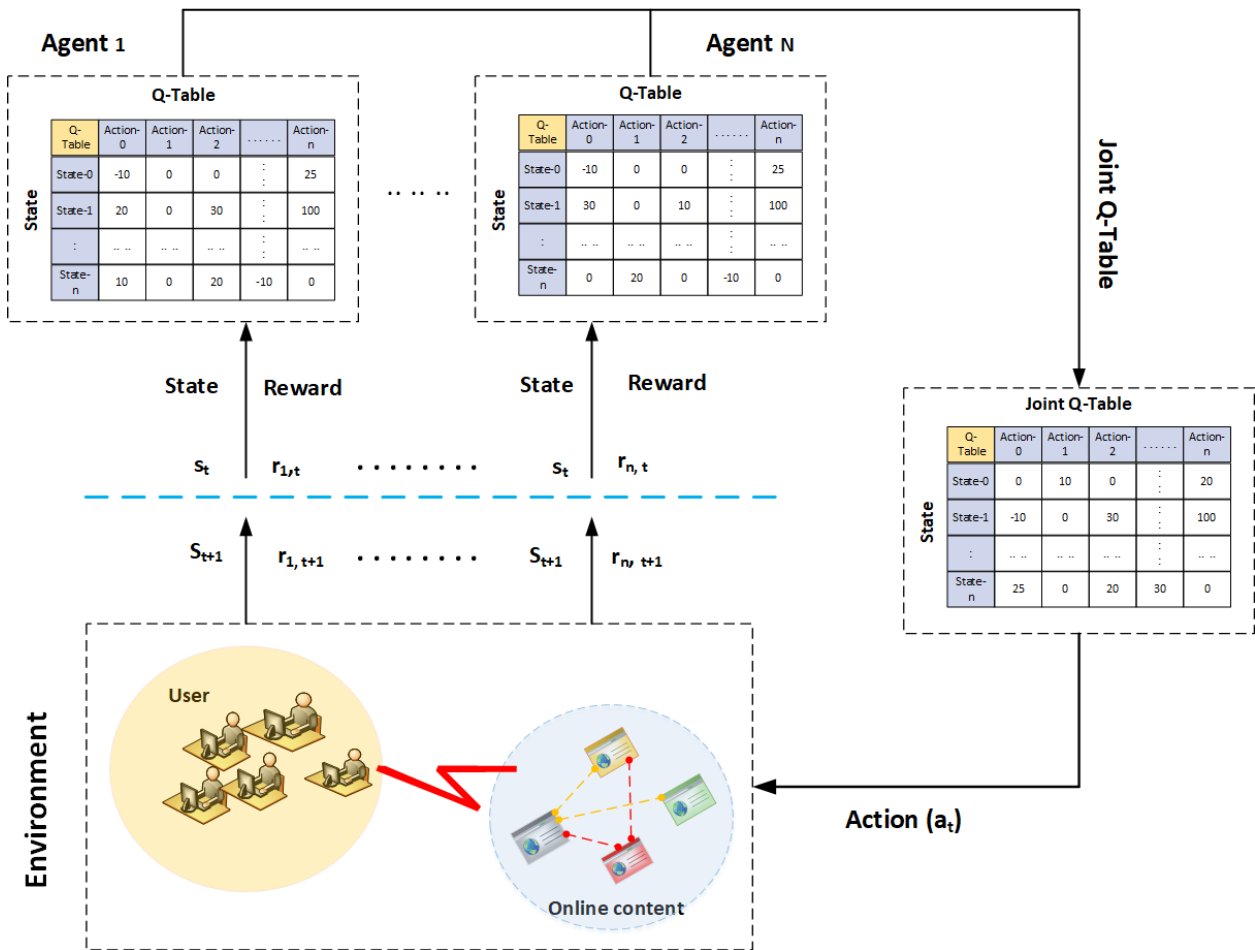 Agent 1
Agent N
Q-Table
Q-Table Action-0 Action-1 Action-2 ...... Action-n
State-0 -10 0 0 : : 25
State-1 20 0 30 : : 100
: .. .. .. .. .. .. : : .. ..
State-n 10 0 20 -10 0
State
.. .. ..
Q-Table
Q-Table Action-0 Action-1 Action-2 ...... Action-n
State-0 -10 0 0 : : 25
State-1 30 0 10 : : 100
: .. .. .. .. .. .. : : .. ..
State-n 0 20 0 -10 0
State
Joint Q-Table
State Reward
State Reward
Joint Q-Table
Q-Table Action-0 Action-1 Action-2 ...... Action-n
State-0 0 10 0 : : 20
State-1 -10 0 30 : : 100
: .. .. .. .. .. .. : : .. ..
State-n 25 0 20 30 0
State
sₜ r₁,ₜ ........ sₜ rₙ, ₜ
Sₜ₊₁ r₁, ₜ₊₁ ........ Sₜ₊₁ rₙ, ₜ₊₁
User
Online content
Environment
Action (aₜ)